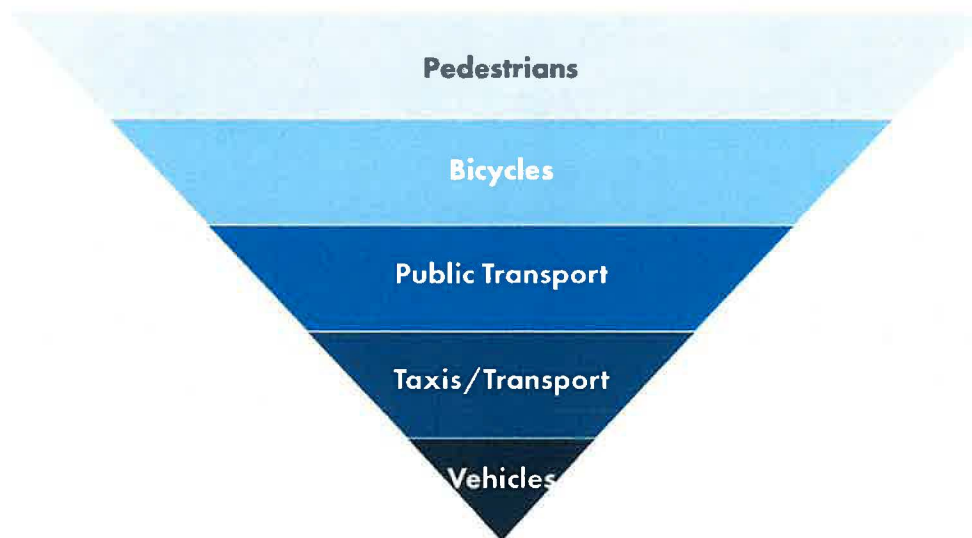 Pedestrians
Bicycles
Public Transport
Taxis/Transport
Vehicles